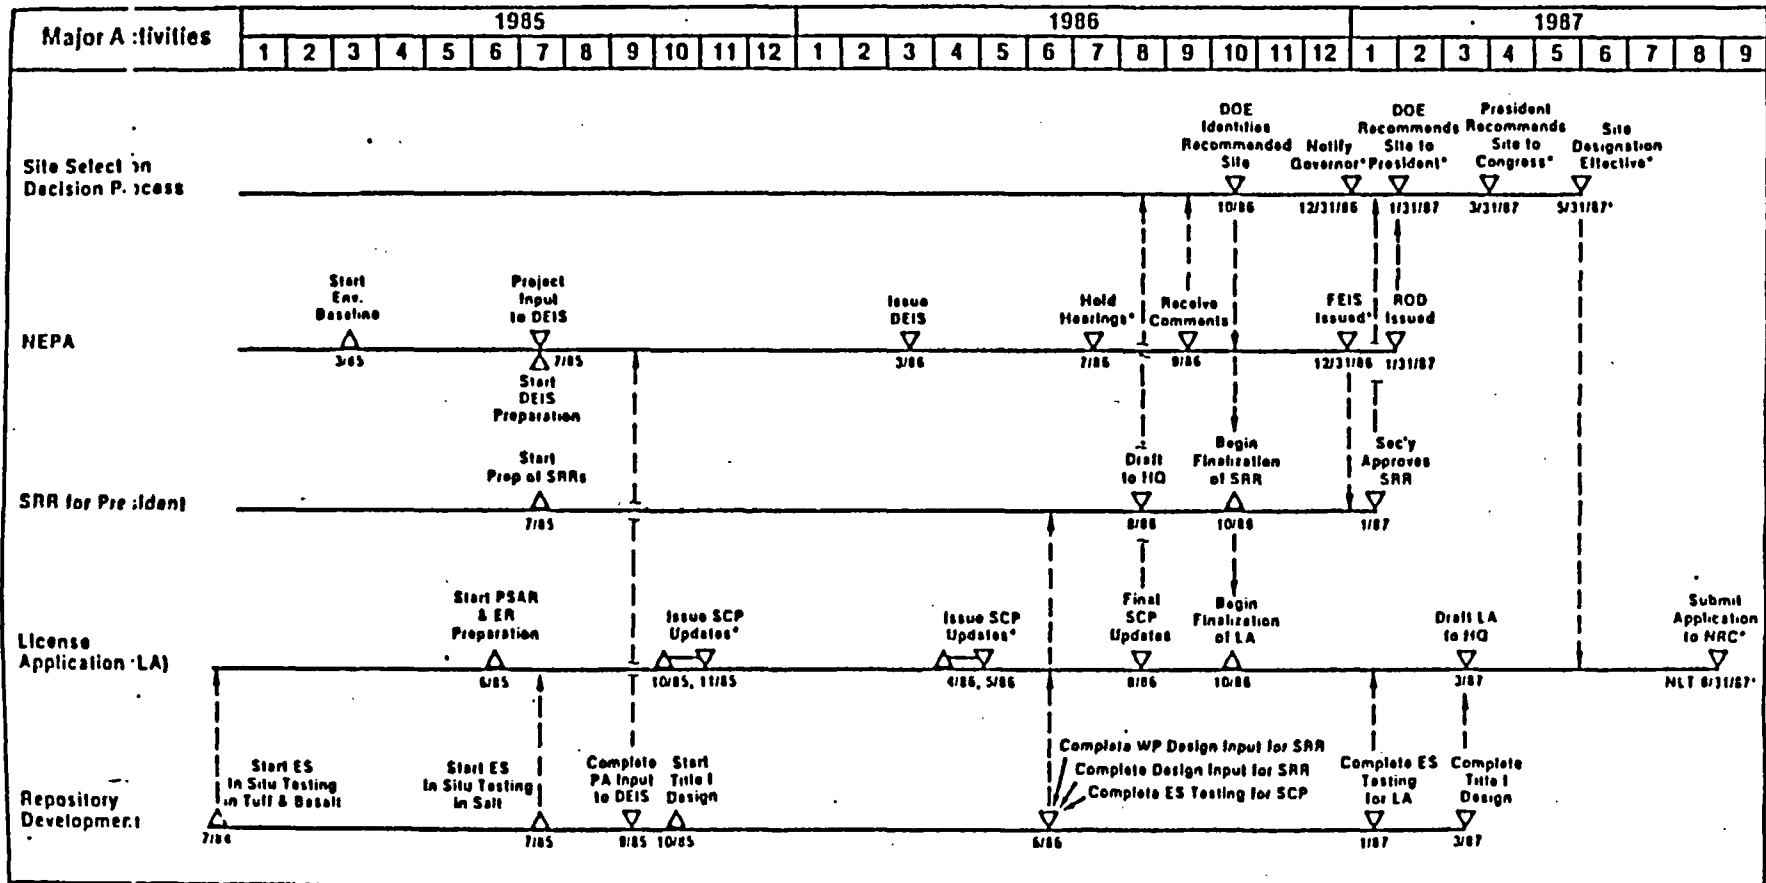 Major A tivities
1985
1986
1987
1 2 3 4 5 6 7 8 9 10 11 12 1 2 3 4 5 6 7 8 9 10 11 12 1 2 3 4 5 6 7 8 9
Site Select on
Decision P. ocess
DOE
Identifies
Recommended
Site
10/86
Notify
Governor*
12/31/86
DOE
Recommends
Site to
President*
1/31/87
President
Recommends
Site to
Congress*
3/31/87
Site
Designation
Effective*
5/31/87*
NEPA
Start
Env.
Baseline
3/85
Project
Input
to DEIS
7/85
Start
DEIS
Preparation
Issue
DEIS
3/86
Hold
Hearings*
7/86
Receive
Comments
9/86
FEIS
Issued*
12/31/86
ROD
Issued
1/31/87
SRR for Pre ident
Start
Prep of SRRs
7/85
Draft
to HQ
8/86
Begin
Finalization
of SRR
10/86
Sec'y
Approves
SRR
1/87
License
Application (LA)
Start PSAR
& ER
Preparation
6/85
Issue SCP
Updates*
10/85, 11/85
Issue SCP
Updates*
4/86, 5/86
Final
SCP
Updates
8/86
Begin
Finalization
of LA
10/86
Draft LA
to HQ
3/87
Submit
Application
to NRC*
NLT 8/31/87*
Repository
Development
Start ES
In Situ Testing
in Tuff & Basalt
7/84
Start ES
In Situ Testing
in Salt
7/85
Complete
PA Input
to DEIS
9/85
Start
Title I
Design
10/85
Complete WP Design Input for SRR
Complete Design Input for SRR
Complete ES Testing for SCP
6/86
Complete ES
Testing
for LA
1/87
Complete
Title I
Design
3/87